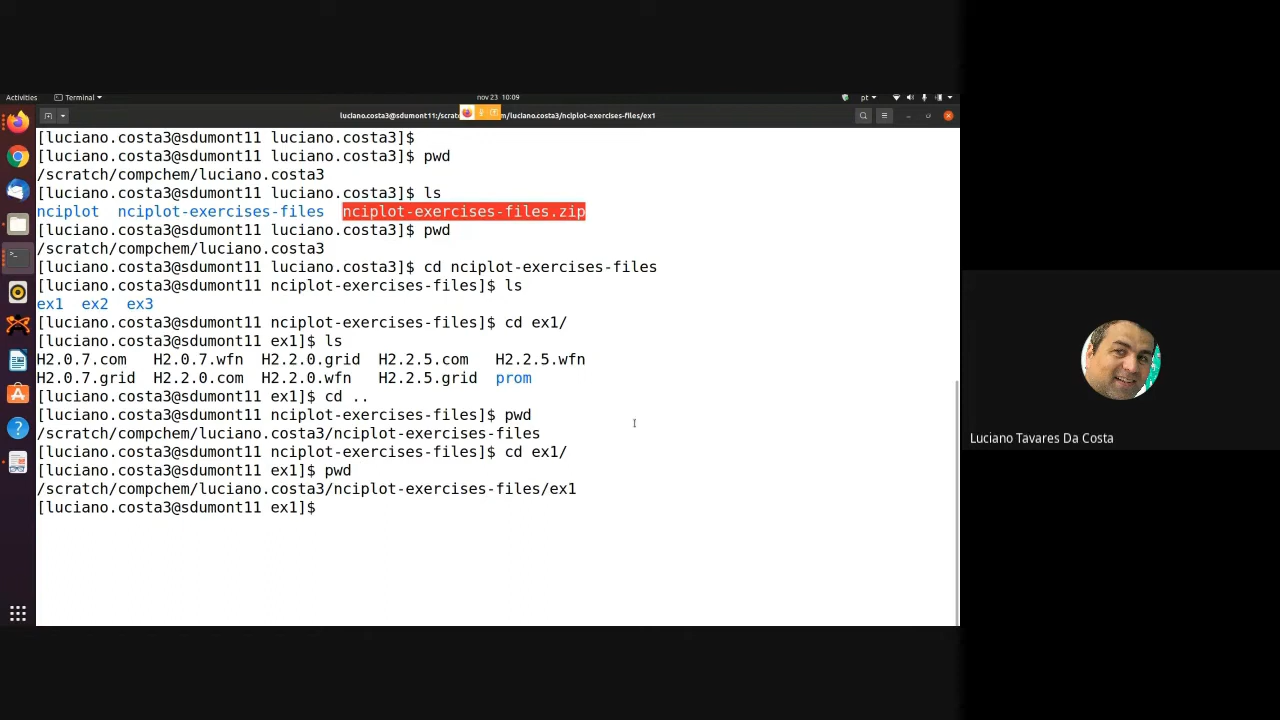 Activities
Terminal
nov 23 10:09
pt
luciano.costa3@sdumont11:/scrat
m/luciano.costa3/nciplot-exercises-files/ex1
[luciano.costa3@sdumont11 luciano.costa3]$
[luciano.costa3@sdumont11 luciano.costa3]$ pwd
/scratch/compchem/luciano.costa3
[luciano.costa3@sdumont11 luciano.costa3]$ ls
nciplot nciplot-exercises-files nciplot-exercises-files.zip
[luciano.costa3@sdumont11 luciano.costa3]$ pwd
/scratch/compchem/luciano.costa3
[luciano.costa3@sdumont11 luciano.costa3]$ cd nciplot-exercises-files
[luciano.costa3@sdumont11 nciplot-exercises-files]$ ls
ex1 ex2 ex3
[luciano.costa3@sdumont11 nciplot-exercises-files]$ cd ex1/
[luciano.costa3@sdumont11 ex1]$ ls
H2.0.7.com H2.0.7.wfn H2.2.0.grid H2.2.5.com H2.2.5.wfn
H2.0.7.grid H2.2.0.com H2.2.0.wfn H2.2.5.grid prom
[luciano.costa3@sdumont11 ex1]$ cd ..
[luciano.costa3@sdumont11 nciplot-exercises-files]$ pwd
/scratch/compchem/luciano.costa3/nciplot-exercises-files
[luciano.costa3@sdumont11 nciplot-exercises-files]$ cd ex1/
[luciano.costa3@sdumont11 ex1]$ pwd
/scratch/compchem/luciano.costa3/nciplot-exercises-files/ex1
[luciano.costa3@sdumont11 ex1]$
Luciano Tavares Da Costa